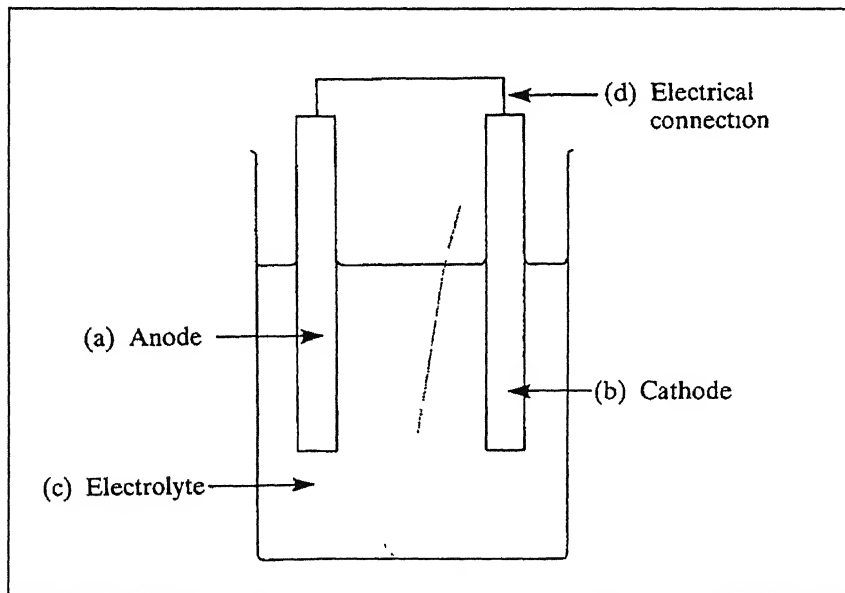 (d) Electrical
connection
(a) Anode
(b) Cathode
(c) Electrolyte